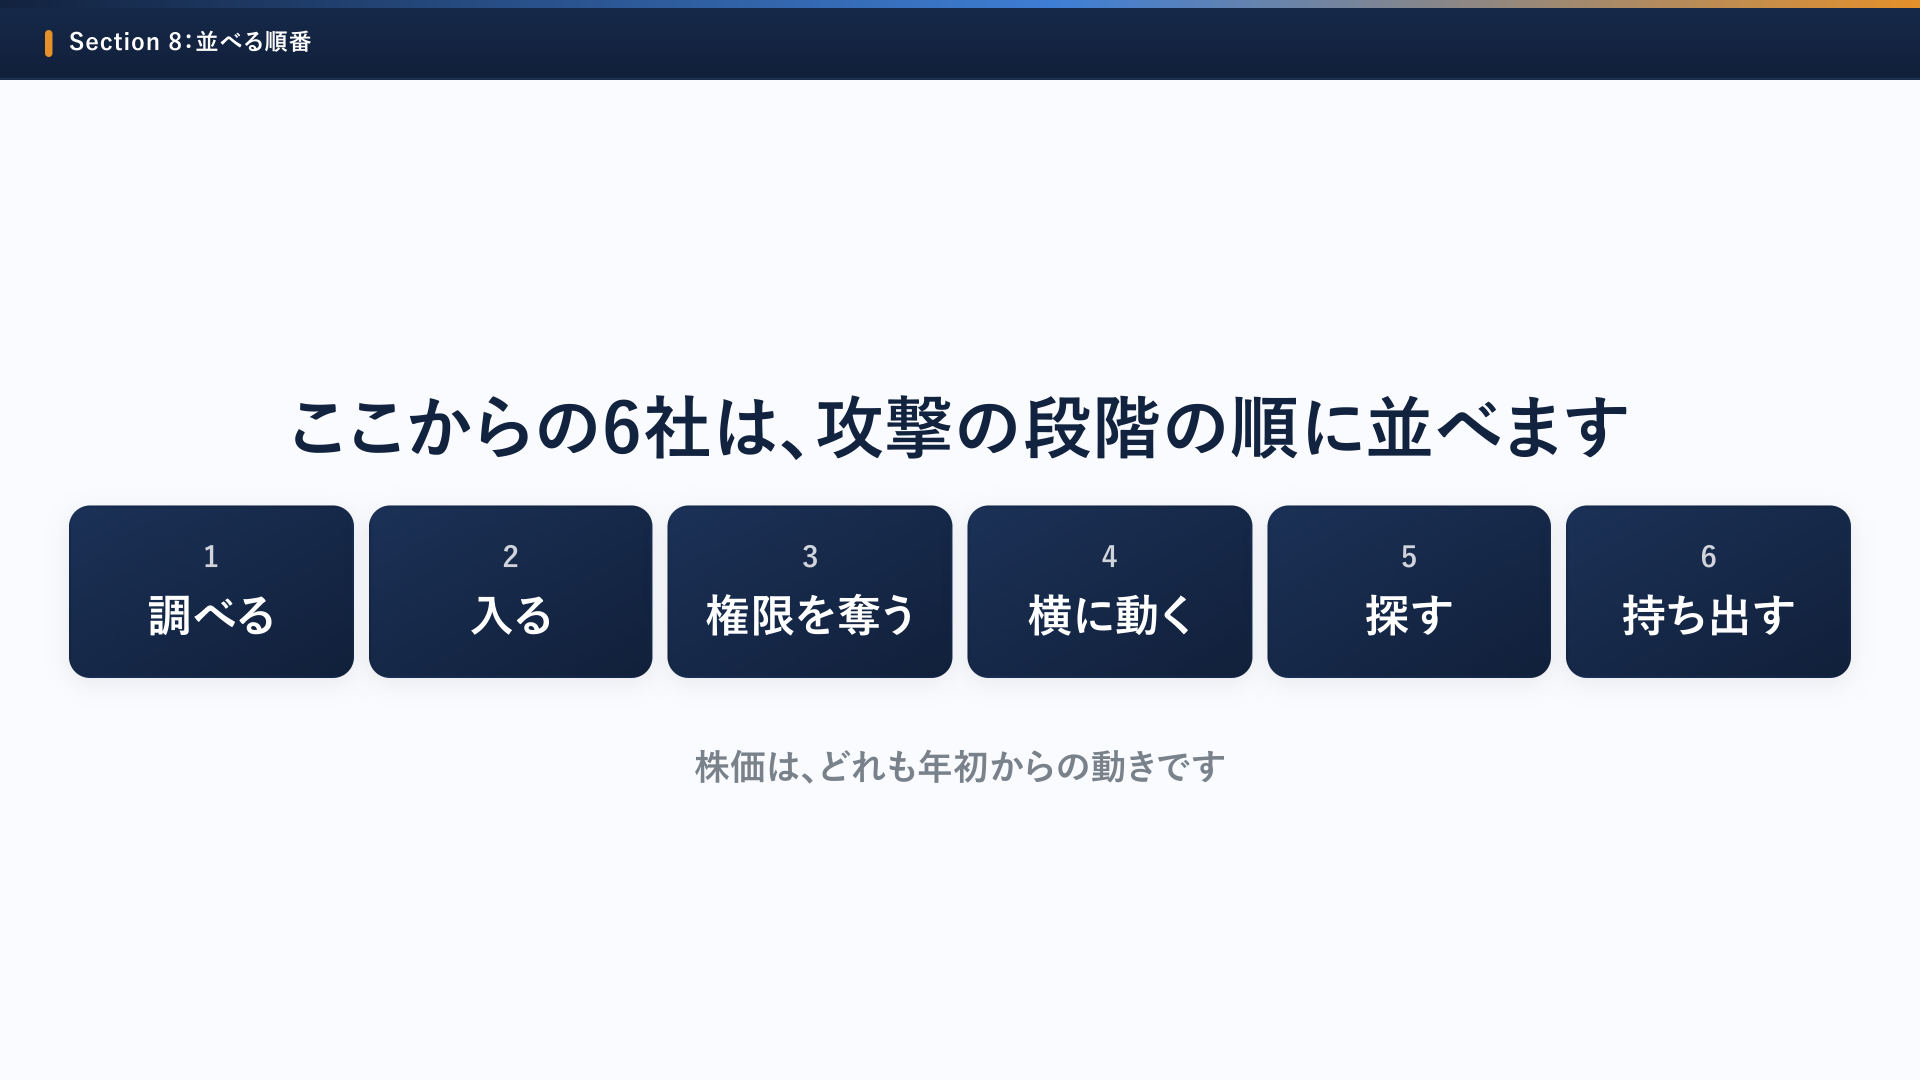 Section 8：並べる順番
ここからの6社は、攻撃の段階の順に並べます
1
調べる
2
入る
3
権限を奪う
4
横に動く
5
探す
6
持ち出す
株価は、どれも年初からの動きです